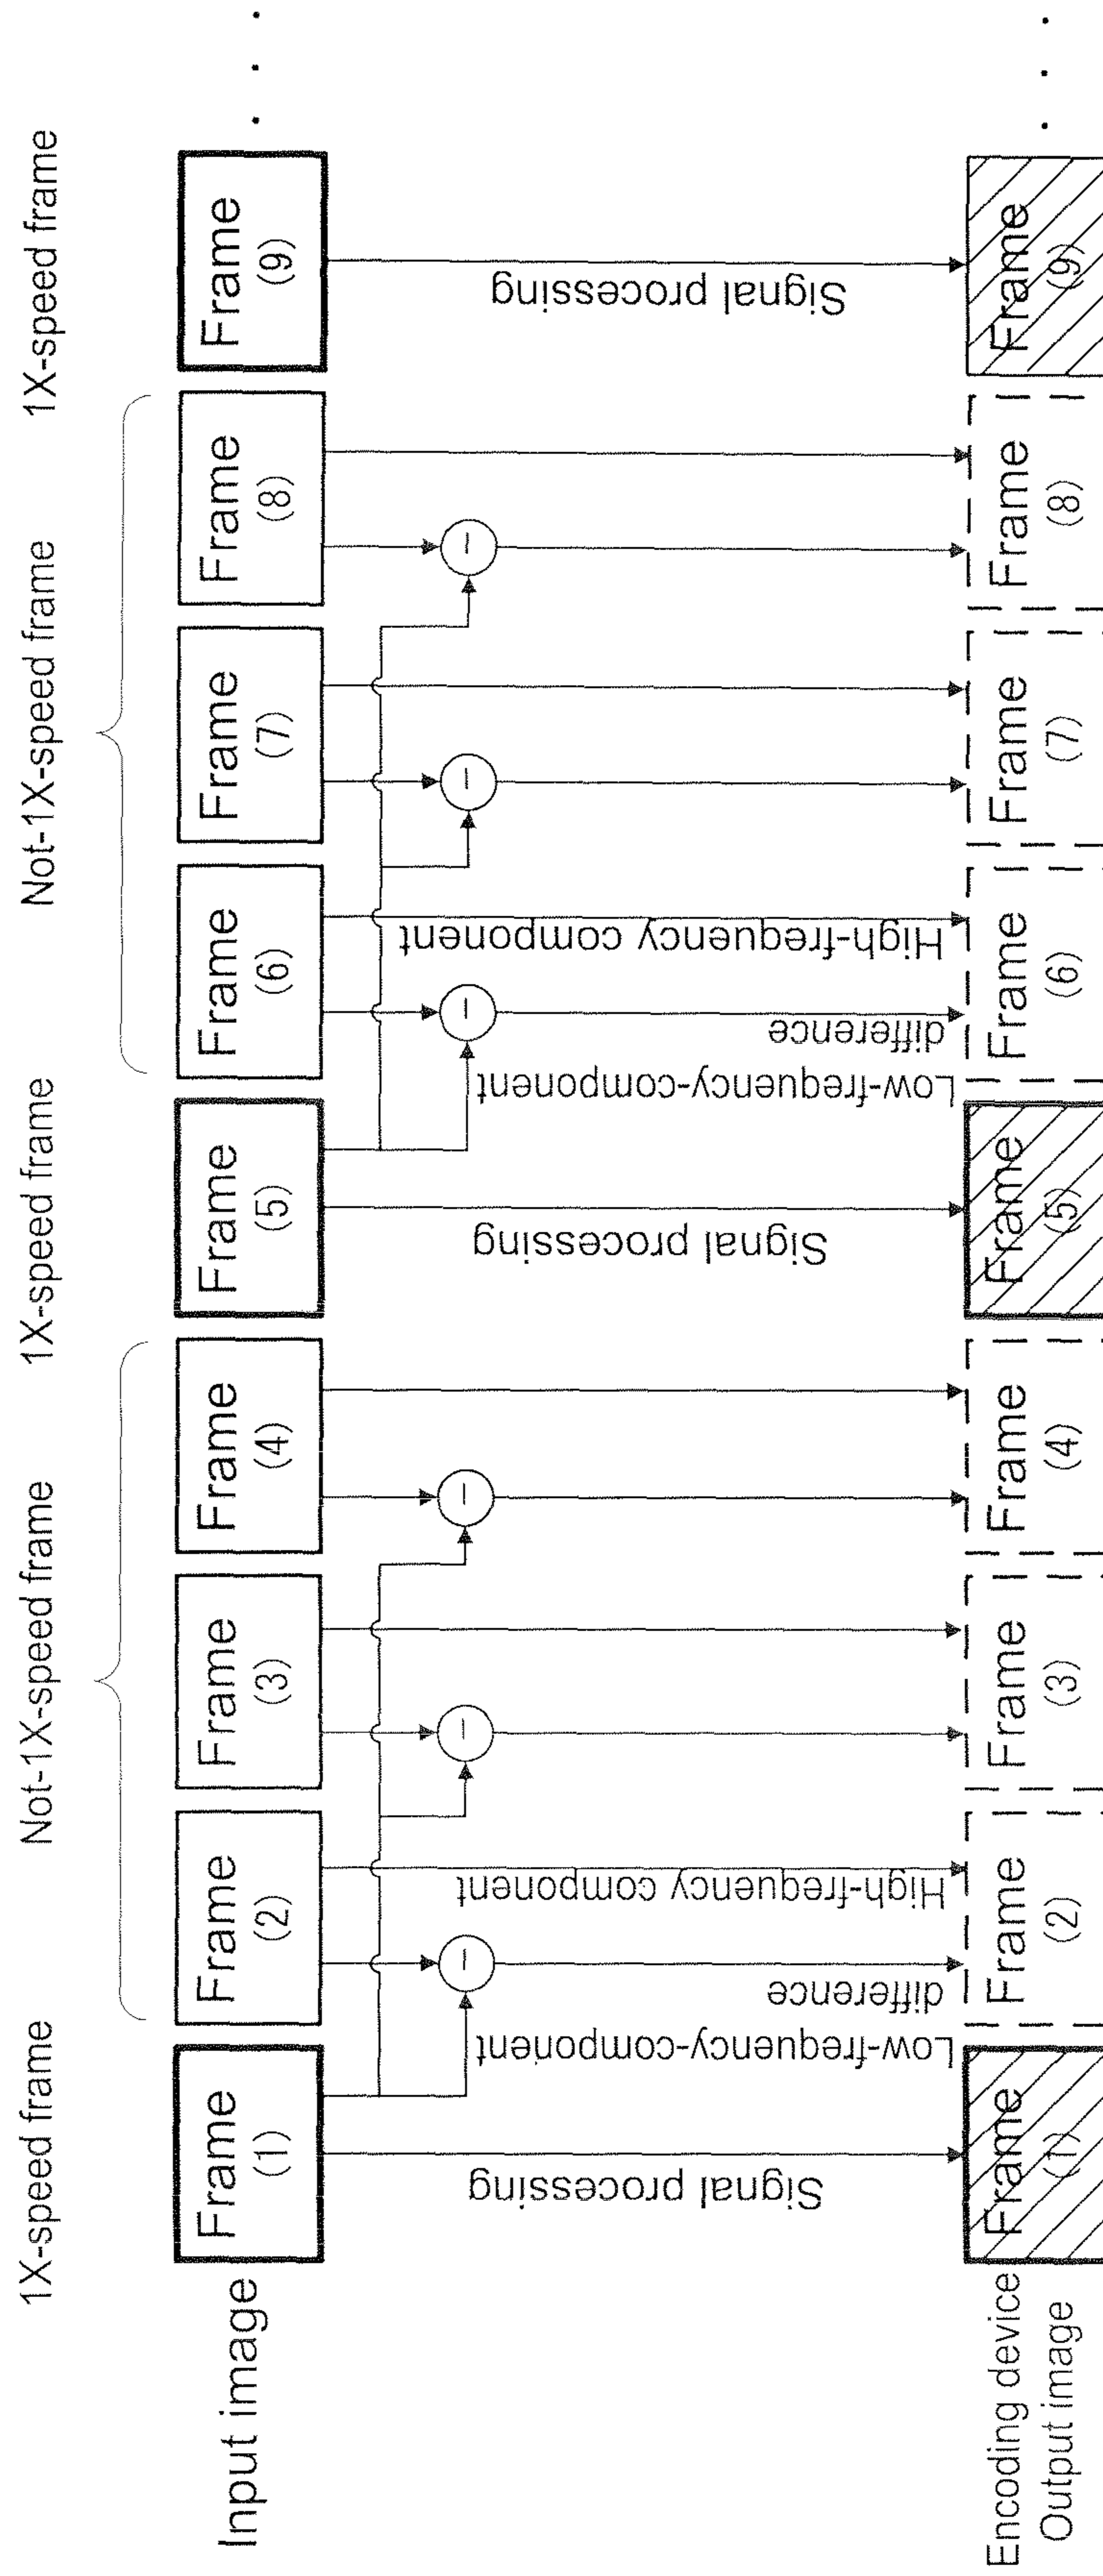 1X-speed frame
Not-1X-speed frame
1X-speed frame
Not-1X-speed frame
1X-speed frame
Input image
Frame
(1)
Frame
(2)
Frame
(3)
Frame
(4)
Frame
(5)
Frame
(6)
Frame
(7)
Frame
(8)
Frame
(9)
. . .
−
−
−
−
−
−
Signal processing
Low-frequency-component
difference
High-frequency component
Signal processing
Low-frequency-component
difference
High-frequency component
Signal processing
Encoding device
Output image
Frame
(1)
Frame
(2)
Frame
(3)
Frame
(4)
Frame
(5)
Frame
(6)
Frame
(7)
Frame
(8)
Frame
(9)
. . .